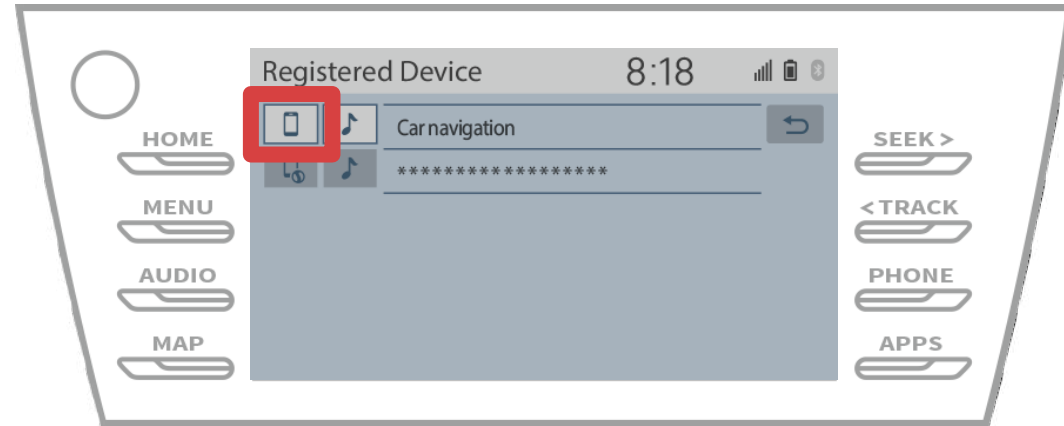 Registered Device 8:18
HOME
MENU
AUDIO
MAP
Car navigation
******************
SEEK >
< TRACK
PHONE
APPS